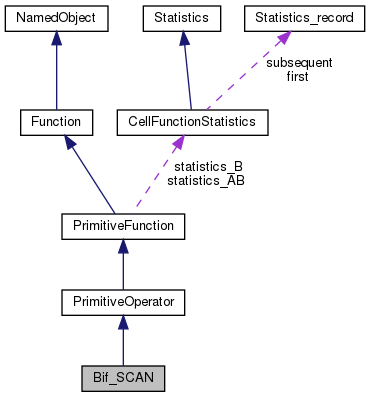 NamedObject
Statistics
Statistics_record
subsequent
first
Function
CellFunctionStatistics
statistics_B
statistics_AB
PrimitiveFunction
PrimitiveOperator
Bif_SCAN